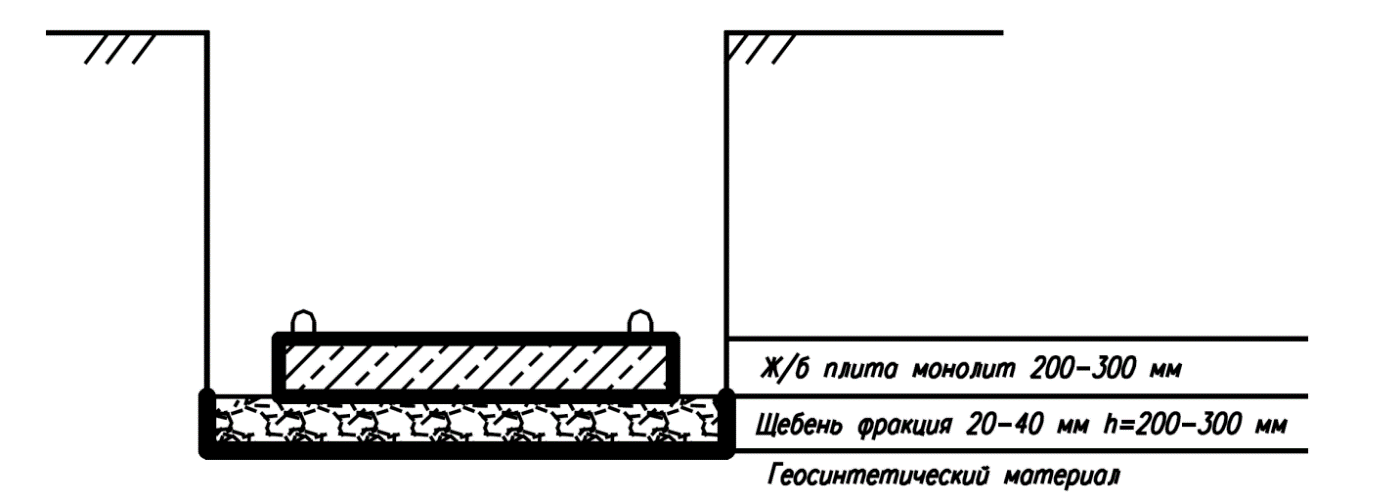 Ж/б плита монолит 200-300 мм
Щебень фракция 20-40 мм h=200-300 мм
Геосинтетический материал